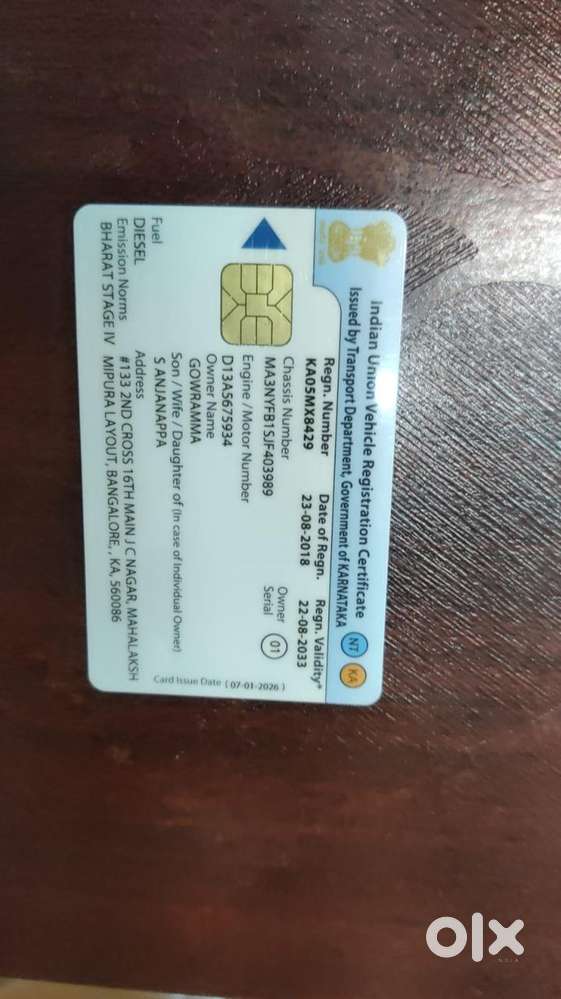 Indian Union Vehicle Registration Certificate
Issued by Transport Department, Government of KARNATAKA
NT KA
Regn. Number Date of Regn. Regn. Validity*
KA05MX8429 23-08-2018 22-08-2033
Chassis Number
MA3NYFB1SJF403989
Owner Serial 01
Engine / Motor Number
D13A5675934
Owner Name
GOWRAMMA
Son / Wife / Daughter of (In case of Individual Owner)
S ANJANAPPA
Card Issue Date (07-01-2026)
Fuel
DIESEL
Emission Norms
BHARAT STAGE IV
Address
#133 2ND CROSS 16TH MAIN J C NAGAR, MAHALAKSH
MIPURA LAYOUT, BANGALORE, , KA, 560086
olx
INDIA